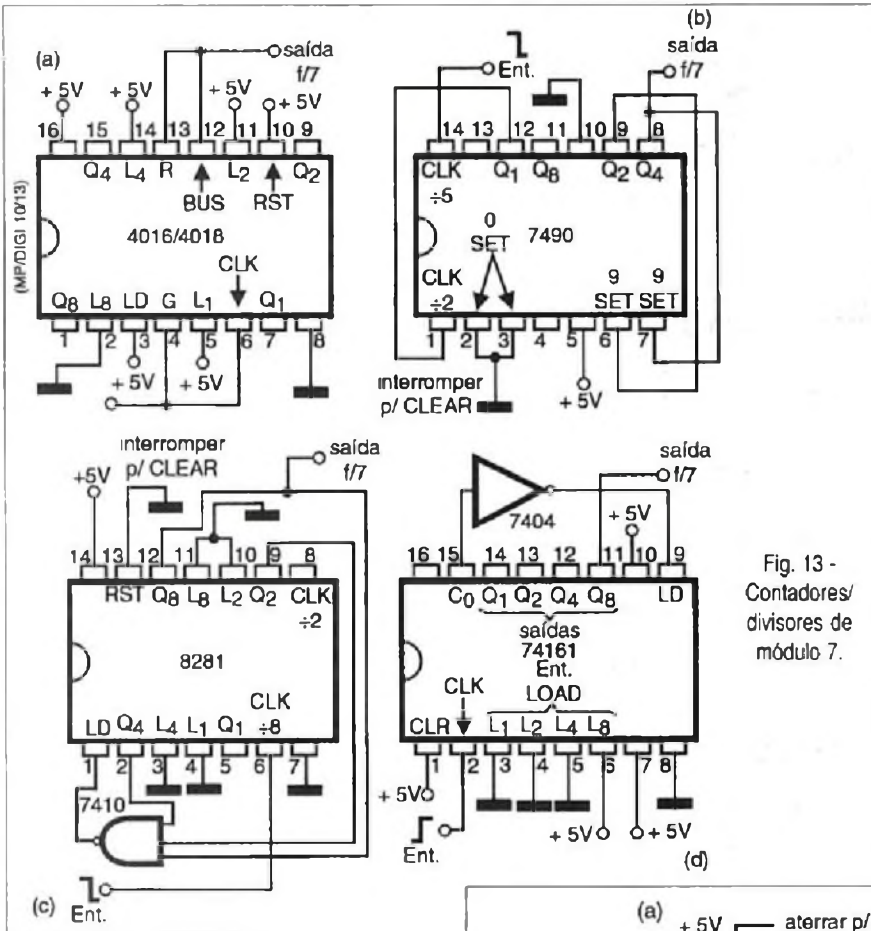 (a)
saída
f/7
+ 5V
+ 5V
+ 5V
+ 5V
16 15 14 13 12 11 10 9
Q4 L4 R L2 Q2
BUS RST
4016/4018
CLK
Q8 L8 LD G L1 Q1
1 2 3 4 5 6 7 8
+ 5V
+ 5V
(MP/DIGI 10/13)
(b)
saída
f/7
Ent.
14 13 12 11 10 9 8
CLK Q1 Q8 Q2 Q4
÷5
0
SET
7490
CLK
÷2
9 9
SET SET
1 2 3 4 5 6 7
interromper
p/ CLEAR
+ 5V
interromper
p/ CLEAR
saída
f/7
+5V
14 13 12 11 10 9 8
RST Q8 L8 L2 Q2 CLK
÷2
8281
CLK
LD Q4 L4 L1 Q1 ÷8
1 2 3 4 5 6 7
7410
(c)
Ent.
saída
f/7
7404
+ 5V
16 15 14 13 12 11 10 9
C0 Q1 Q2 Q4 Q8 LD
saídas
74161
Ent.
CLK LOAD
CLR L1 L2 L4 L8
1 2 3 4 5 6 7 8
+ 5V
Ent.
+ 5V
+ 5V
(d)
Fig. 13 -
Contadores/
divisores de
módulo 7.
(a)
+ 5V
aterrar p/